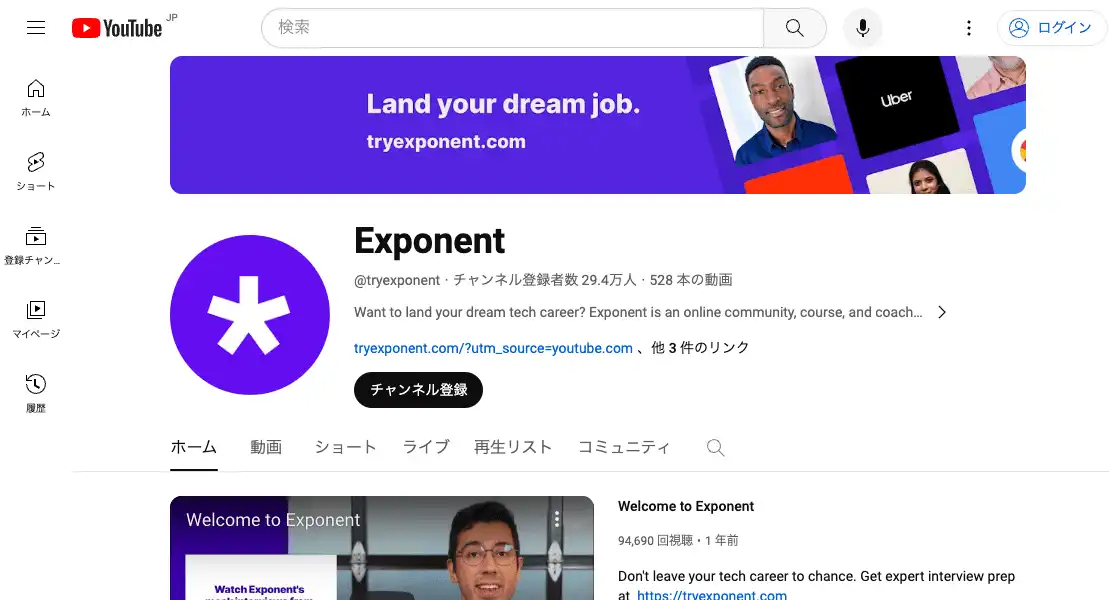 YouTube JP
検索
ログイン
ホーム
ショート
登録チャン...
マイページ
履歴
Land your dream job.
tryexponent.com
Uber
Exponent
@tryexponent · チャンネル登録者数 29.4万人 · 528 本の動画
Want to land your dream tech career? Exponent is an online community, course, and coach...
tryexponent.com/?utm_source=youtube.com 、他 3 件のリンク
チャンネル登録
ホーム 動画 ショート ライブ 再生リスト コミュニティ
Welcome to Exponent
Watch Exponent's
Welcome to Exponent
94,690 回視聴・1 年前
Don't leave your tech career to chance. Get expert interview prep
at https://tryexponent.com